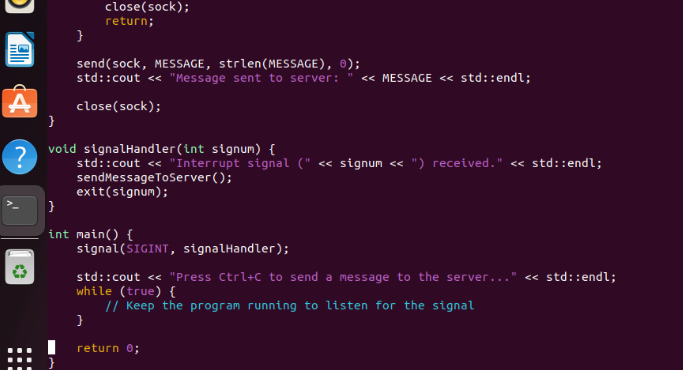 close(sock);
        return;
    }

    send(sock, MESSAGE, strlen(MESSAGE), 0);
    std::cout << "Message sent to server: " << MESSAGE << std::endl;

    close(sock);
}

void signalHandler(int signum) {
    std::cout << "Interrupt signal (" << signum << ") received." << std::endl;
    sendMessageToServer();
    exit(signum);
}

int main() {
    signal(SIGINT, signalHandler);

    std::cout << "Press Ctrl+C to send a message to the server..." << std::endl;
    while (true) {
        // Keep the program running to listen for the signal
    }

    return 0;
}